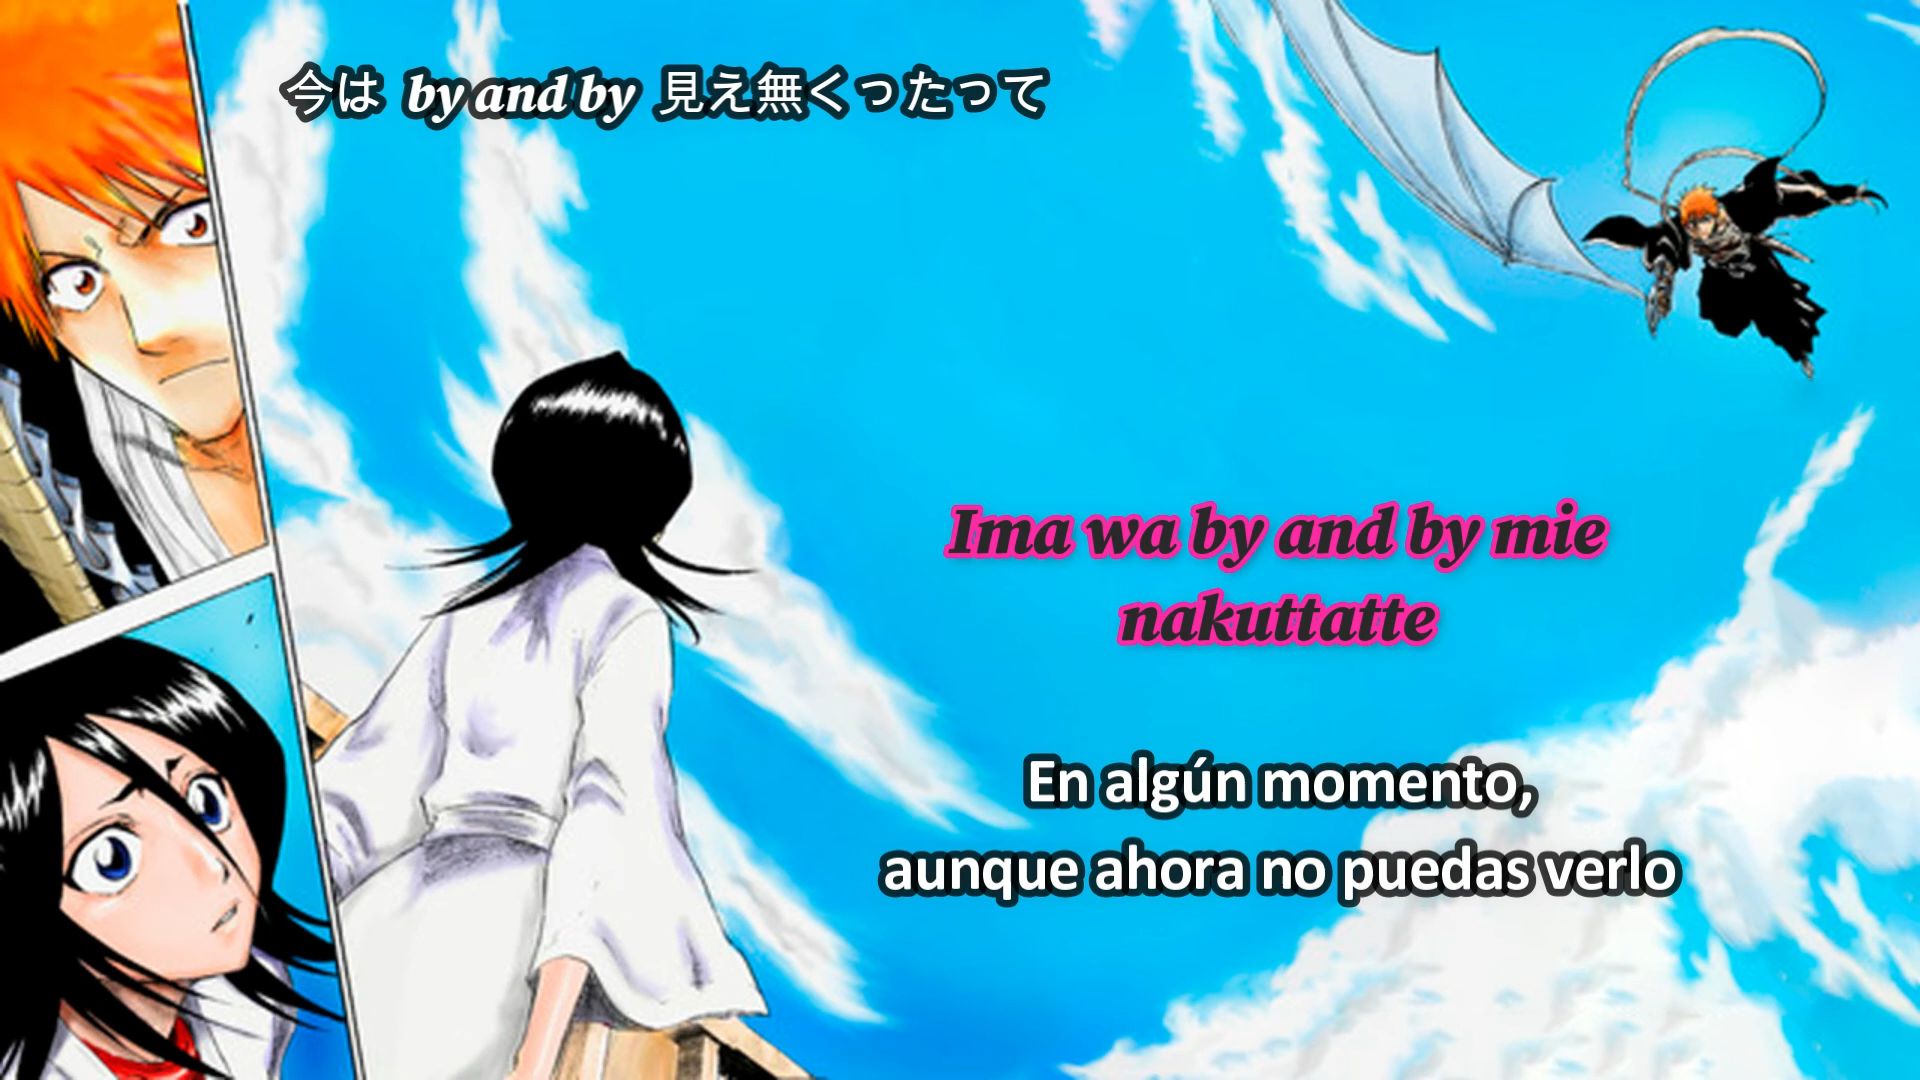 今は by and by 見え無くったって
Ima wa by and by mie
nakuttatte
En algún momento,
aunque ahora no puedas verlo